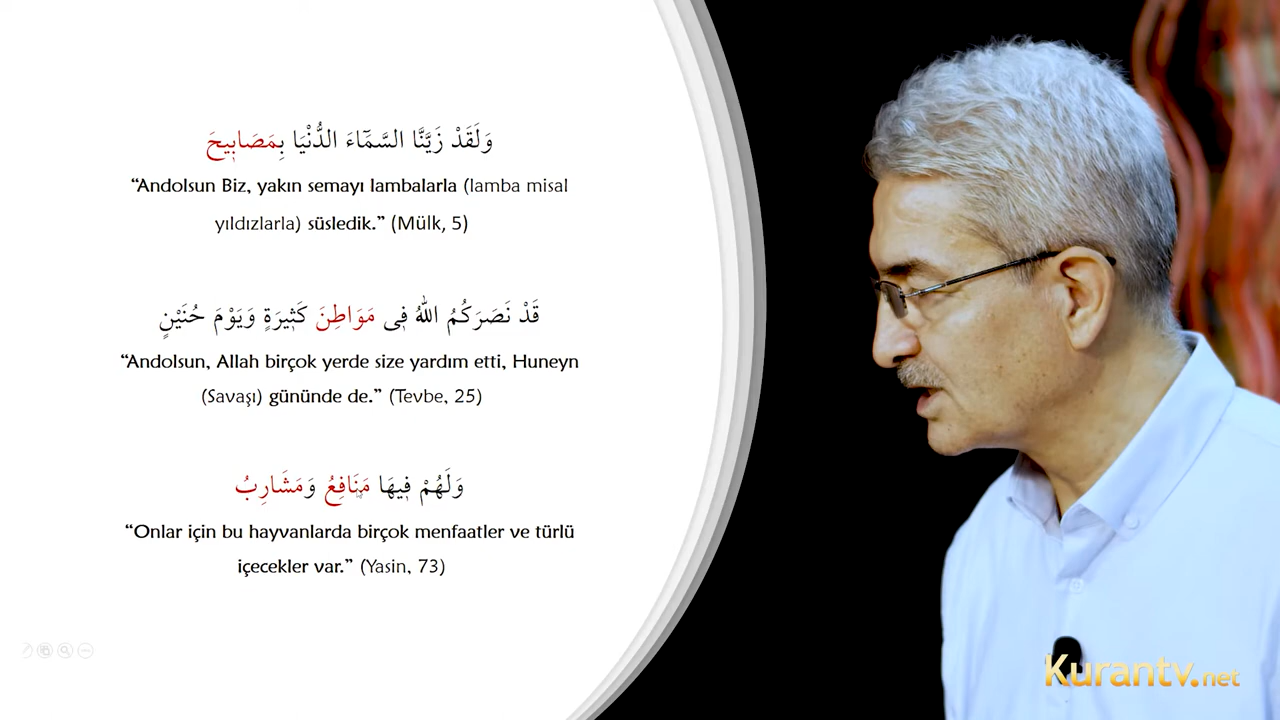 وَلَقَدْ زَيَّنَّا السَّمَٓاءَ الدُّنْيَا بِمَصَاب۪يحَ
“Andolsun Biz, yakın semayı lambalarla (lamba misal
yıldızlarla) süsledik.” (Mülk, 5)
قَدْ نَصَرَكُمُ اللّٰهُ ف۪ى مَوَاطِنَ كَث۪يرَةٍ وَيَوْمَ حُنَيْنٍ
“Andolsun, Allah birçok yerde size yardım etti, Huneyn
(Savaşı) gününde de.” (Tevbe, 25)
وَلَهُمْ ف۪يهَا مَنَافِعُ وَمَشَارِبُ
“Onlar için bu hayvanlarda birçok menfaatler ve türlü
içecekler var.” (Yasin, 73)
Kurantv.net